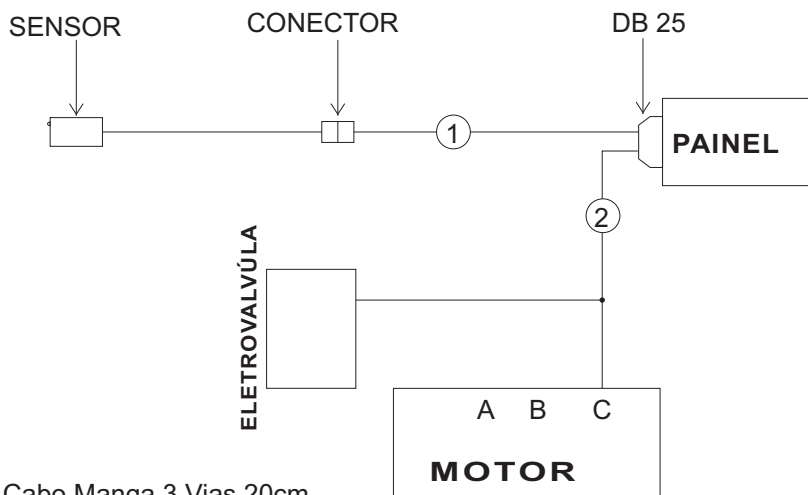 SENSOR CONECTOR DB 25
1
PAINEL
2
ELETROVALVÚLA
A B C
MOTOR
Cabo Manga 3 Vias 20cm